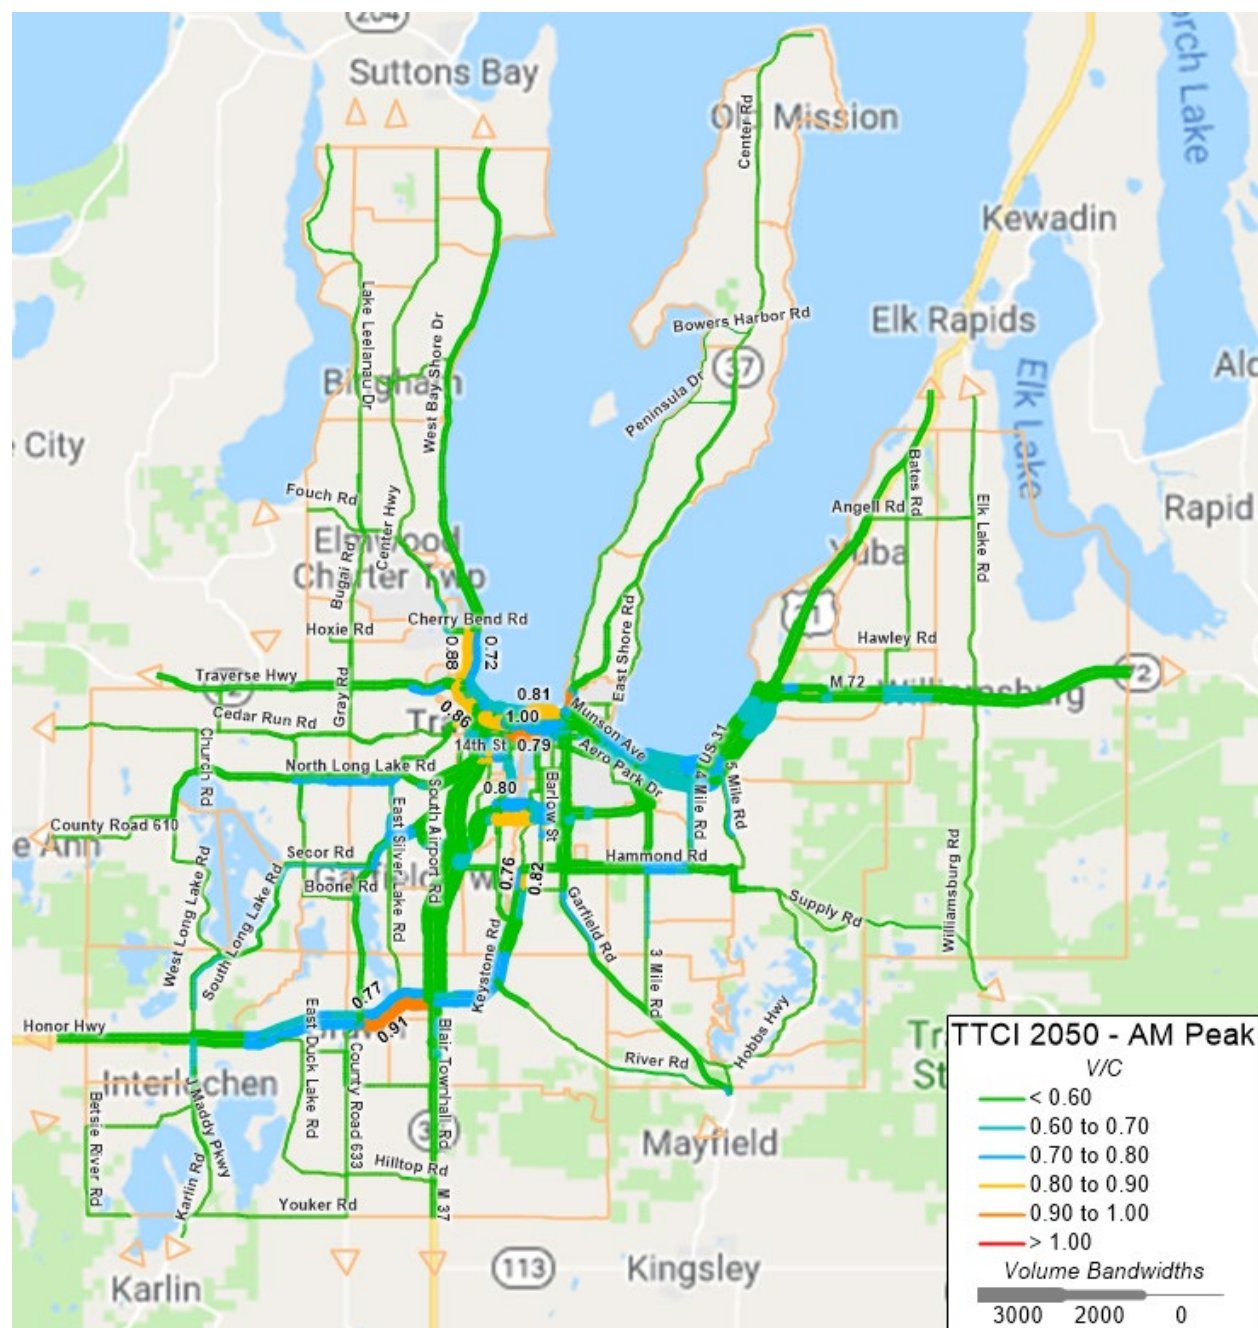 204
Suttons Bay
Torch Lake
Old Mission
Center Rd
Kewadin
Bowers Harbor Rd
Elk Rapids
37
Lake Leelanau Dr
West Bay Shore Dr
Bingham
Peninsula Dr
Elk Lake
City
Fouch Rd
Center Hwy
Bates Rd
Angell Rd
Elk Lake Rd
Rapid
Elmwood
Charter Twp
Yuba
Bugai Rd
31
Cherry Bend Rd
Hoxie Rd
East Shore Rd
Hawley Rd
0.88
0.72
Traverse Hwy
M 72
72
Williamsburg
Gray Rd
0.81
Cedar Run Rd
0.86
1.00
Munson Ave
Church Rd
14th St
0.79
US 31
Aero Park Dr
North Long Lake Rd
South Airport Rd
0.80
Barlow St
4 Mile Rd
5 Mile Rd
East Silver Lake Rd
County Road 610
e Ann
Secor Rd
Hammond Rd
Boone Rd
0.76
0.82
Williamsburg Rd
West Long Lake Rd
South Long Lake Rd
Garfield Rd
Supply Rd
Keystone Rd
3 Mile Rd
0.77
0.91
Honor Hwy
East Duck Lake Rd
Hobbs Hwy
Blair Townhall Rd
River Rd
Interlochen
J Maddy Pkwy
County Road 633
Betsie River Rd
Mayfield
Hilltop Rd
Karlin Rd
Youker Rd
M 37
113
Kingsley
Karlin
TTCI 2050 - AM Peak
V/C
< 0.60
0.60 to 0.70
0.70 to 0.80
0.80 to 0.90
0.90 to 1.00
> 1.00
Volume Bandwidths
3000 2000 0